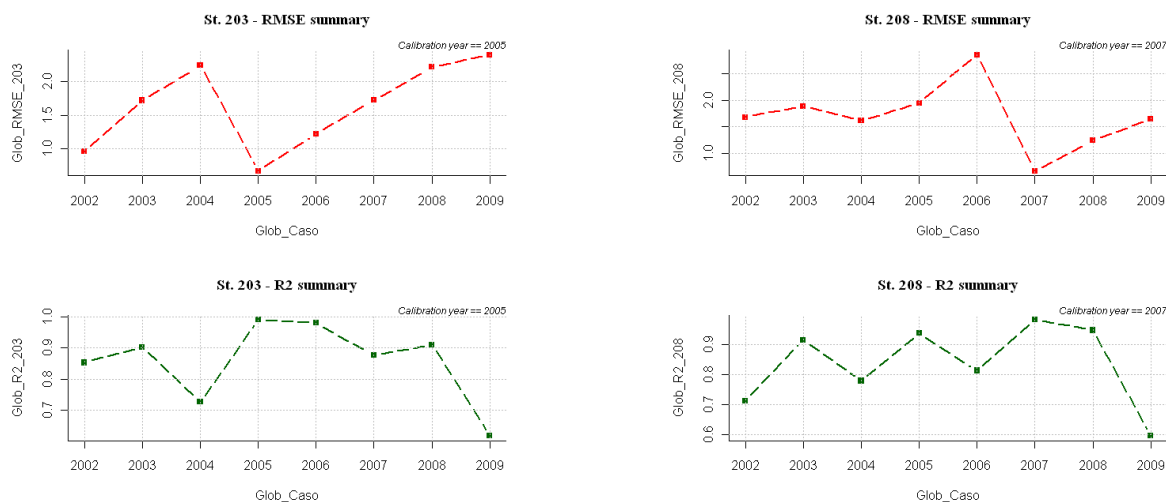 St. 203 - RMSE summary
Calibration year == 2005
Glob_RMSE_203
2.0
1.5
1.0
2002 2003 2004 2005 2006 2007 2008 2009
Glob_Caso
St. 208 - RMSE summary
Calibration year == 2007
Glob_RMSE_208
2.0
1.0
2002 2003 2004 2005 2006 2007 2008 2009
Glob_Caso
St. 203 - R2 summary
Calibration year == 2005
Glob_R2_203
1.0
0.9
0.8
0.7
2002 2003 2004 2005 2006 2007 2008 2009
Glob_Caso
St. 208 - R2 summary
Calibration year == 2007
Glob_R2_208
0.9
0.8
0.7
0.6
2002 2003 2004 2005 2006 2007 2008 2009
Glob_Caso